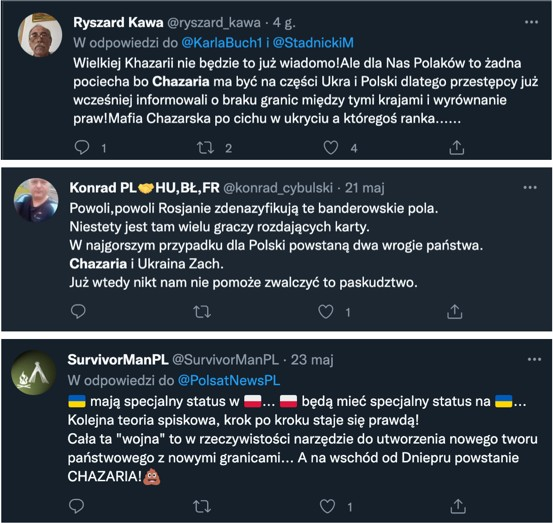 Ryszard Kawa @ryszard_kawa · 4 g.
W odpowiedzi do @KarlaBuch1 i @StadnickiM
Wielkiej Khazarii nie będzie to już wiadomo!Ale dla Nas Polaków to żadna
pociecha bo Chazaria ma być na części Ukra i Polski dlatego przestępcy już
wcześniej informowali o braku granic między tymi krajami i wyrównanie
praw!Mafia Chazarska po cichu w ukryciu a któregoś ranka......
1 2 4
Konrad PL🤝HU,BŁ,FR @konrad_cybulski · 21 maj
Powoli,powoli Rosjanie zdenazyfikują te banderowskie pola.
Niestety jest tam wielu graczy rozdających karty.
W najgorszym przypadku dla Polski powstaną dwa wrogie państwa.
Chazaria i Ukraina Zach.
Już wtedy nikt nam nie pomoże zwalczyć to paskudztwo.
1
SurvivorManPL @SurvivorManPL · 23 maj
W odpowiedzi do @PolsatNewsPL
🇺🇦 mają specjalny status w 🇵🇱... 🇵🇱 będą mieć specjalny status na 🇺🇦...
Kolejna teoria spiskowa, krok po kroku staje się prawdą!
Cała ta "wojna" to w rzeczywistości narzędzie do utworzenia nowego tworu
państwowego z nowymi granicami... A na wschód od Dniepru powstanie
CHAZARIA!💩
1